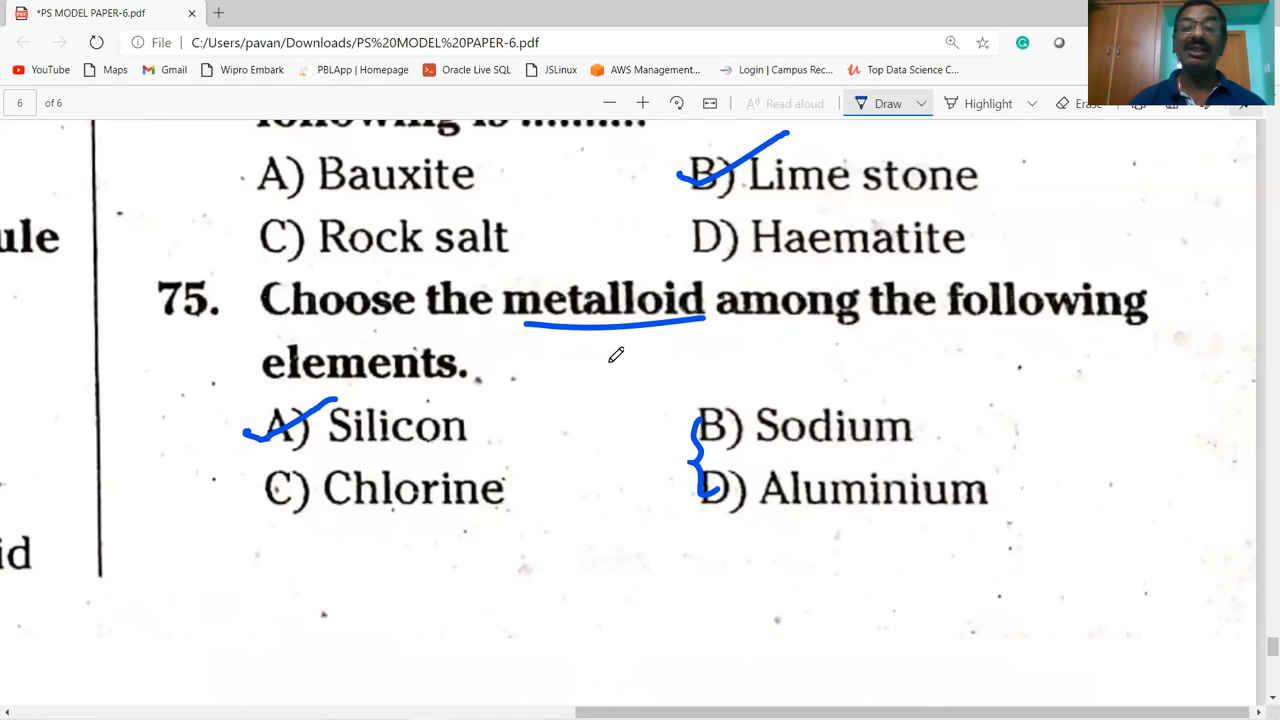 *PS MODEL PAPER-6.pdf
File C:/Users/pavan/Downloads/PS%20MODEL%20PAPER-6.pdf
YouTube Maps Gmail Wipro Embark PBLApp | Homepage Oracle Live SQL JSLinux AWS Management... Login | Campus Rec... Top Data Science C...
6 of 6 Read aloud Draw Highlight Erase
following is ..........
A) Bauxite B) Lime stone
ule C) Rock salt D) Haematite
75. Choose the metalloid among the following
elements.
A) Silicon B) Sodium
C) Chlorine D) Aluminium
id